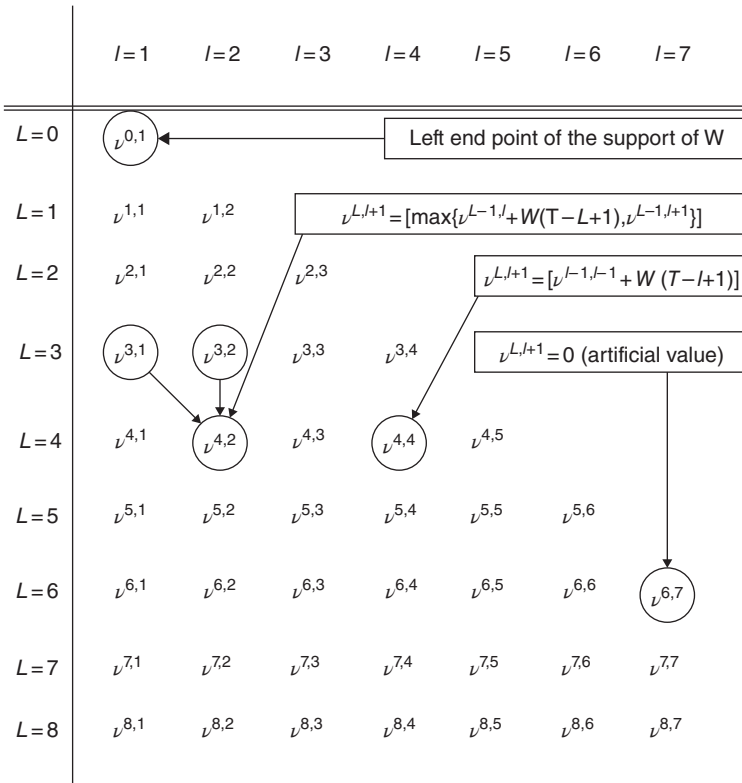 l=1 l=2 l=3 l=4 l=5 l=6 l=7
L=0 ν^{0,1} Left end point of the support of W
L=1 ν^{1,1} ν^{1,2} ν^{L,l+1}=[max{ν^{L–1,l}+W(T–L+1),ν^{L–1,l+1}}]
L=2 ν^{2,1} ν^{2,2} ν^{2,3} ν^{L,l+1}=[ν^{l–1,l–1}+W (T–l+1)]
L=3 ν^{3,1} ν^{3,2} ν^{3,3} ν^{3,4} ν^{L,l+1}=0 (artificial value)
L=4 ν^{4,1} ν^{4,2} ν^{4,3} ν^{4,4} ν^{4,5}
L=5 ν^{5,1} ν^{5,2} ν^{5,3} ν^{5,4} ν^{5,5} ν^{5,6}
L=6 ν^{6,1} ν^{6,2} ν^{6,3} ν^{6,4} ν^{6,5} ν^{6,6} ν^{6,7}
L=7 ν^{7,1} ν^{7,2} ν^{7,3} ν^{7,4} ν^{7,5} ν^{7,6} ν^{7,7}
L=8 ν^{8,1} ν^{8,2} ν^{8,3} ν^{8,4} ν^{8,5} ν^{8,6} ν^{8,7}